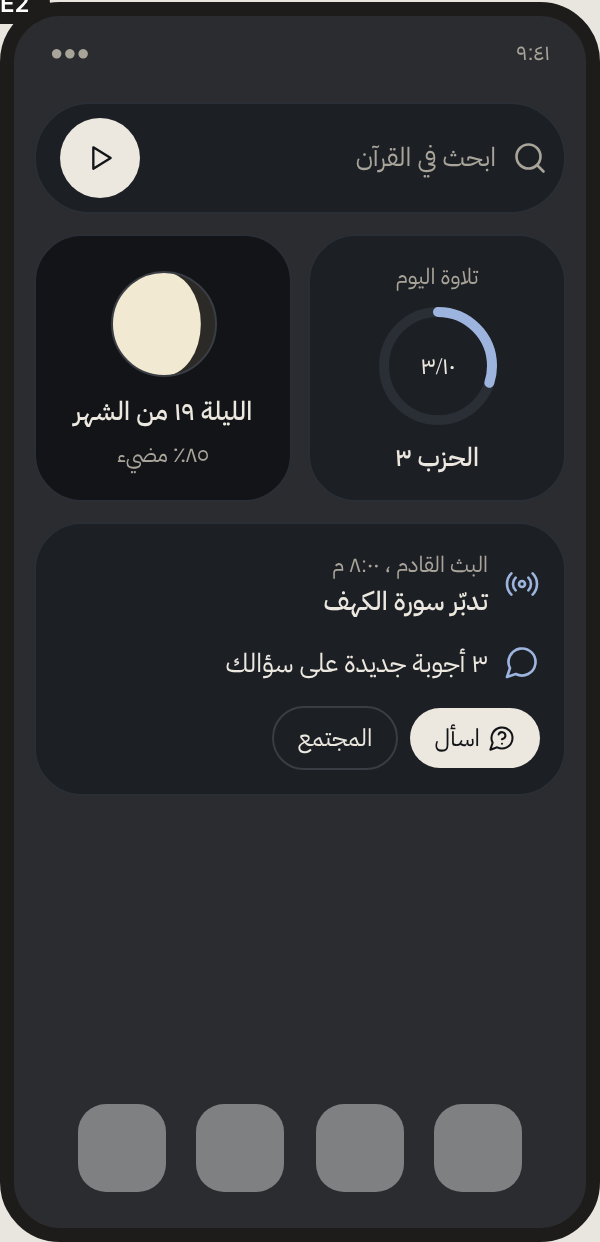 E2
٩:٤١
ابحث في القرآن
تلاوة اليوم
٣/١٠
الحزب ٣
الليلة ١٩ من الشهر
٨٥٪ مضيء
البث القادم ، ٨:٠٠ م
تدبّر سورة الكهف
٣ أجوبة جديدة على سؤالك
اسأل
المجتمع